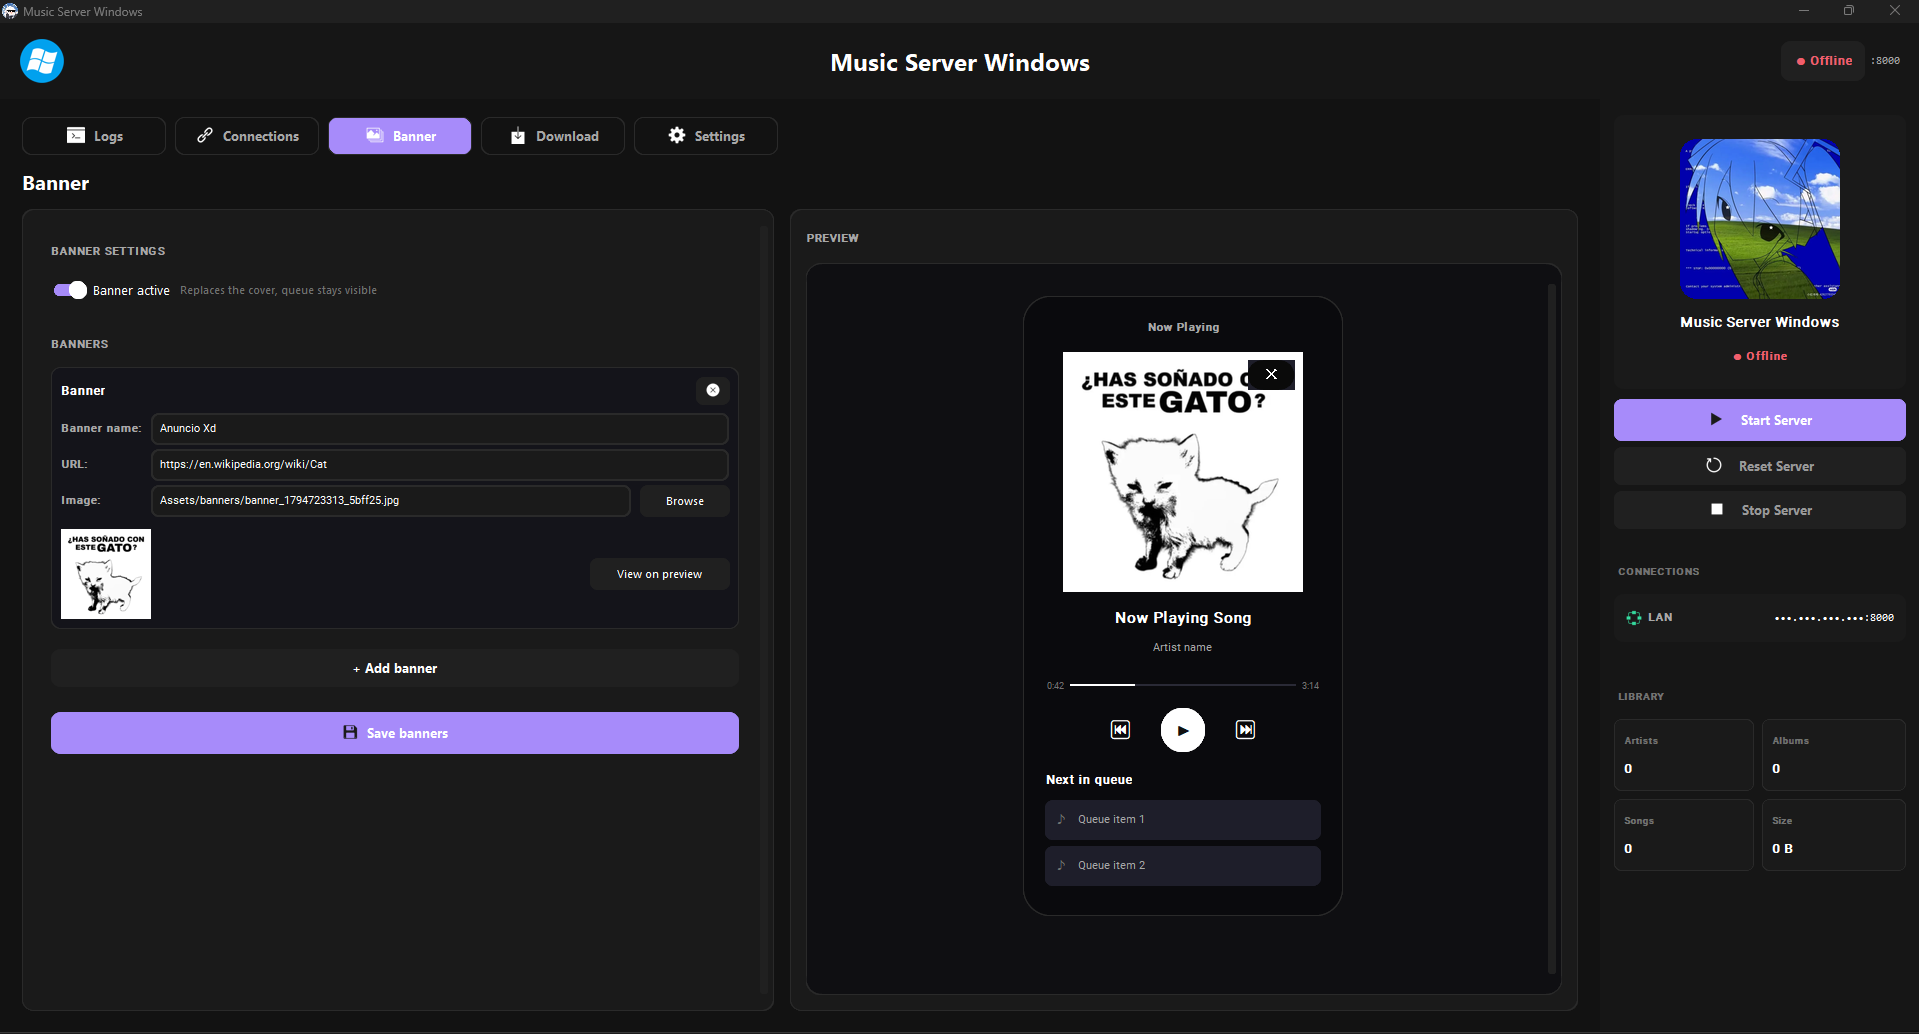 Music Server Windows
Music Server Windows
Offline :8000
Logs
Connections
Banner
Download
Settings
Banner
BANNER SETTINGS
Banner active Replaces the cover, queue stays visible
BANNERS
Banner
Banner name: Anuncio Xd
URL: https://en.wikipedia.org/wiki/Cat
Image: Assets/banners/banner_1794723313_5bff25.jpg Browse
¿HAS SOÑADO CON
ESTE GATO?
View on preview
+ Add banner
Save banners
PREVIEW
Now Playing
¿HAS SOÑADO C
ESTE GATO?
Now Playing Song
Artist name
0:42 3:14
Next in queue
Queue item 1
Queue item 2
Music Server Windows
Offline
Start Server
Reset Server
Stop Server
CONNECTIONS
LAN •••.•••.•••.•••:8000
LIBRARY
Artists
0
Albums
0
Songs
0
Size
0 B